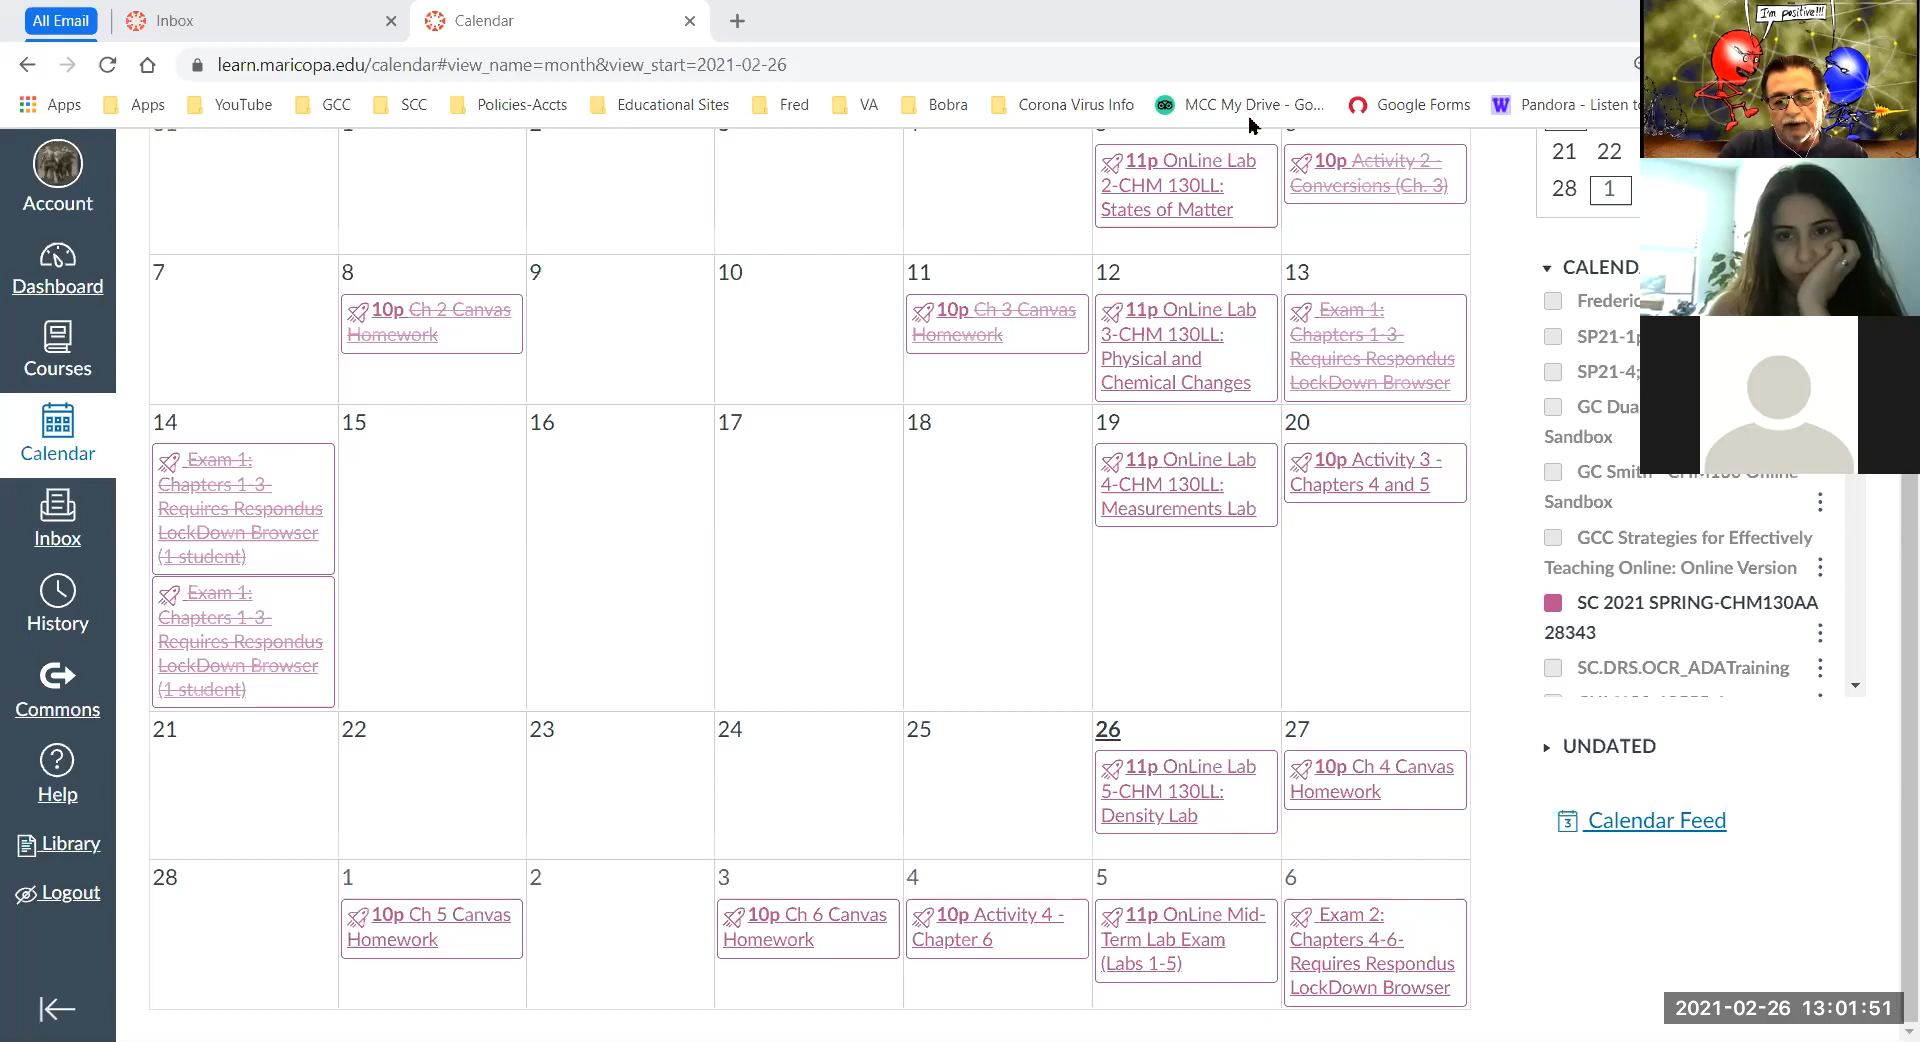 All Email
Inbox
Calendar
learn.maricopa.edu/calendar#view_name=month&view_start=2021-02-26
Apps
Apps
YouTube
GCC
SCC
Policies-Accts
Educational Sites
Fred
VA
Bobra
Corona Virus Info
MCC My Drive - Go...
Google Forms
Pandora - Listen to
I'm positive!!!
Account
Dashboard
Courses
Calendar
Inbox
History
Commons
Help
Library
Logout
11p OnLine Lab
2-CHM 130LL:
States of Matter
10p Activity 2 -
Conversions (Ch. 3)
7
8
10p Ch 2 Canvas
Homework
9
10
11
10p Ch 3 Canvas
Homework
12
11p OnLine Lab
3-CHM 130LL:
Physical and
Chemical Changes
13
Exam 1:
Chapters 1-3-
Requires Respondus
LockDown Browser
14
Exam 1:
Chapters 1-3-
Requires Respondus
LockDown Browser
(1 student)
Exam 1:
Chapters 1-3-
Requires Respondus
LockDown Browser
(1 student)
15
16
17
18
19
11p OnLine Lab
4-CHM 130LL:
Measurements Lab
20
10p Activity 3 -
Chapters 4 and 5
21
22
23
24
25
26
11p OnLine Lab
5-CHM 130LL:
Density Lab
27
10p Ch 4 Canvas
Homework
28
1
10p Ch 5 Canvas
Homework
2
3
10p Ch 6 Canvas
Homework
4
10p Activity 4 -
Chapter 6
5
11p OnLine Mid-
Term Lab Exam
(Labs 1-5)
6
Exam 2:
Chapters 4-6-
Requires Respondus
LockDown Browser
21 22
28 1
CALEND
Frederic
SP21-1
SP21-4;
GC Dua
Sandbox
GC Smith
Sandbox
GCC Strategies for Effectively
Teaching Online: Online Version
SC 2021 SPRING-CHM130AA
28343
SC.DRS.OCR_ADATraining
UNDATED
3 Calendar Feed
2021-02-26 13:01:51